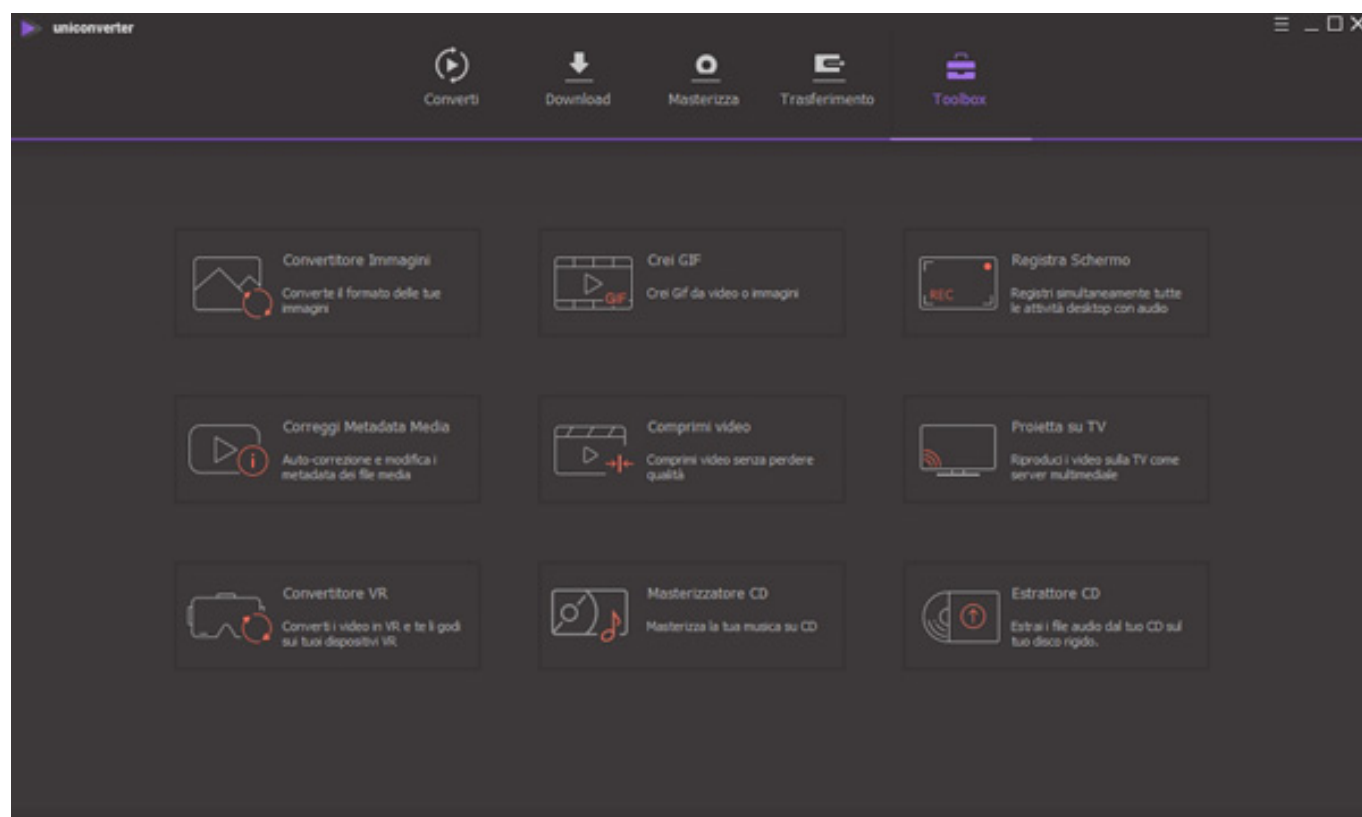 uniconverter
Converti
Download
Masterizza
Trasferimento
Toolbox
Convertitore Immagini
Converte il formato delle tue
immagini
GIF
Crei GIF
Crei Gif da video o immagini
REC
Registra Schermo
Registri simultaneamente tutte
le attività desktop con audio
i
Correggi Metadata Media
Auto-correzione e modifica i
metadata dei file media
Comprimi video
Comprimi video senza perdere
qualità
Proietta su TV
Riproduci i video sulla TV come
server multimediale
Convertitore VR
Converti i video in VR e te li godi
sui tuoi dispositivi VR
Masterizzatore CD
Masterizza la tua musica su CD
Estrattore CD
Estrai i file audio dal tuo CD sul
tuo disco rigido.